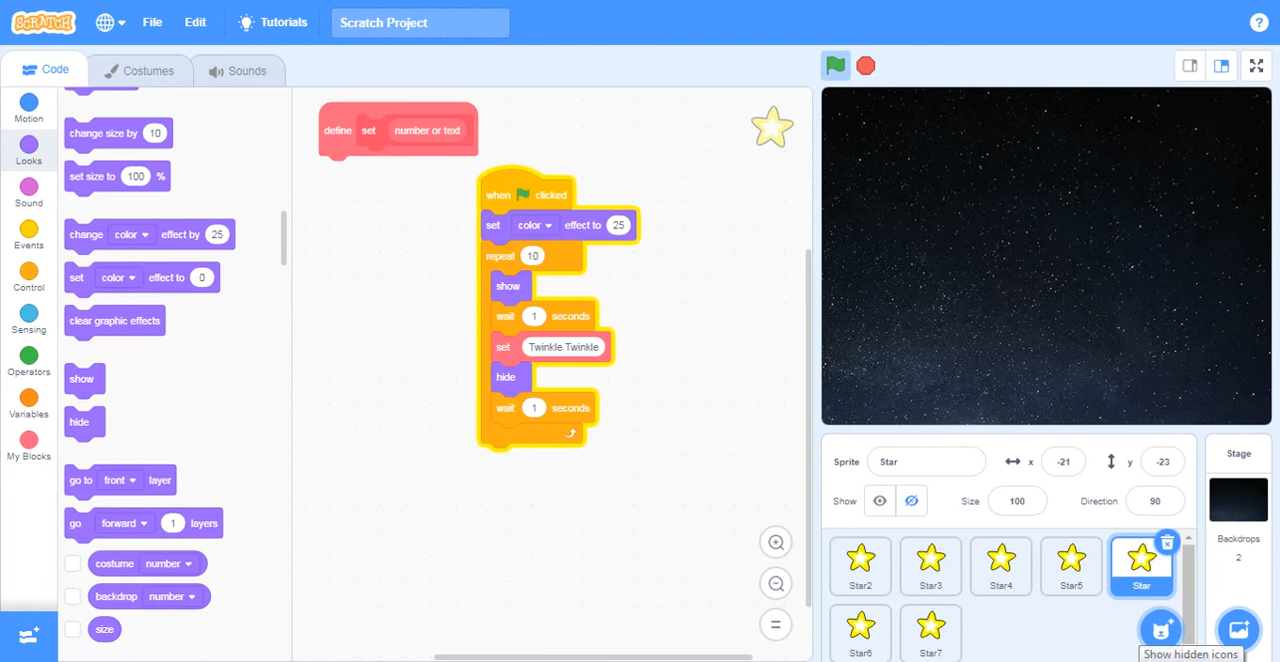 SCRATCH File Edit Tutorials Scratch Project ?
Code Costumes Sounds
Motion
Looks
Sound
Events
Control
Sensing
Operators
Variables
My Blocks
change size by 10
set size to 100 %
change color effect by 25
set color effect to 0
clear graphic effects
show
hide
go to front layer
go forward 1 layers
costume number
backdrop number
size
define set number or text
when clicked
set color effect to 25
repeat 10
show
wait 1 seconds
set Twinkle Twinkle
hide
wait 1 seconds
Sprite Star x -21 y -23
Show Size 100 Direction 90
Star2 Star3 Star4 Star5 Star
Star6 Star7
Stage
Backdrops
2
Show hidden icons